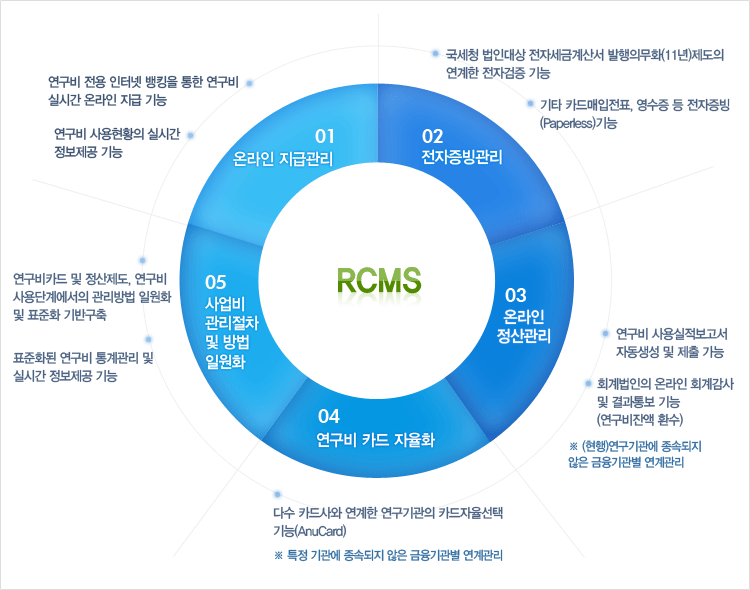 연구비 전용 인터넷 뱅킹을 통한 연구비
실시간 온라인 지급 기능
연구비 사용현황의 실시간
정보제공 기능
01
온라인 지급관리
국세청 법인대상 전자세금계산서 발행의무화(11년)제도의
연계한 전자검증 기능
기타 카드매입전표, 영수증 등 전자증빙
(Paperless)기능
02
전자증빙관리
RCMS
03
온라인
정산관리
연구비 사용실적보고서
자동생성 및 제출 가능
회계법인의 온라인 회계감사
및 결과통보 기능
(연구비잔액 환수)
※ (현행)연구기관에 종속되지
않은 금융기관별 연계관리
04
연구비 카드 자율화
다수 카드사와 연계한 연구기관의 카드자율선택
기능(AnuCard)
※ 특정 기관에 종속되지 않은 금융기관별 연계관리
05
사업비
관리절차
및 방법
일원화
연구비카드 및 정산제도, 연구비
사용단계에서의 관리방법 일원화
및 표준화 기반구축
표준화된 연구비 통계관리 및
실시간 정보제공 기능